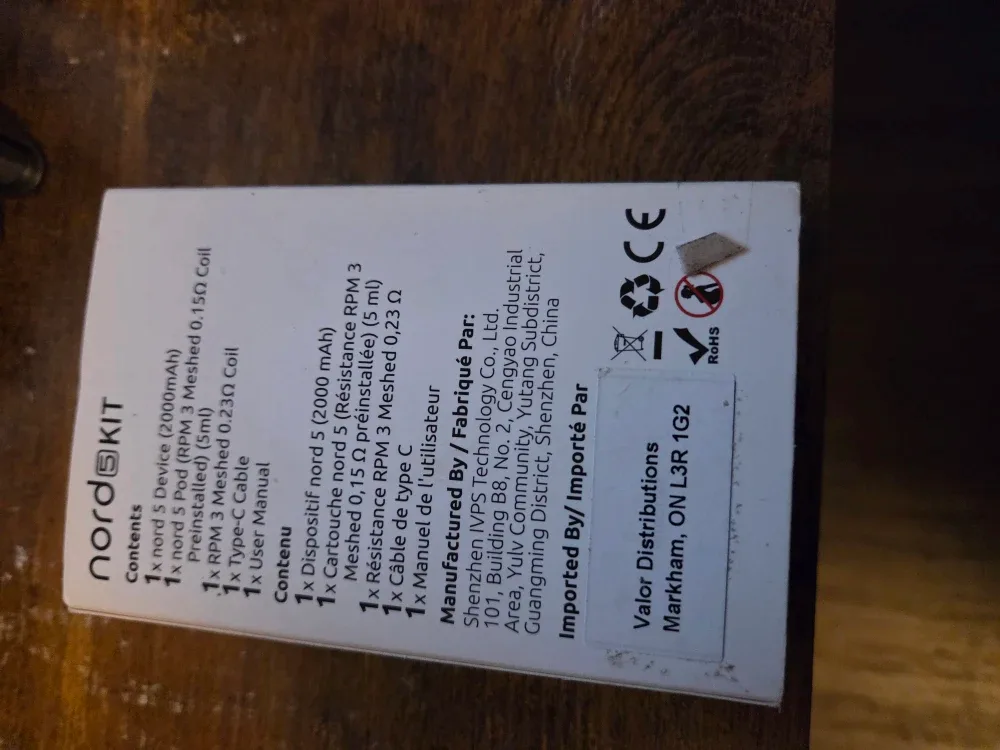 nord 5 KIT
Contents
1x nord 5 Device (2000mAh)
1x nord 5 Pod (RPM 3 Meshed 0.15Ω Coil
Preinstalled) (5ml)
1x RPM 3 Meshed 0.23Ω Coil
1x Type-C Cable
1x User Manual
Contenu
1x Dispositif nord 5 (2000 mAh)
1x Cartouche nord 5 (Résistance RPM 3
Meshed 0,15 Ω préinstallée) (5 ml)
1x Résistance RPM 3 Meshed 0,23 Ω
1x Câble de type C
1x Manuel de l'utilisateur
Manufactured By / Fabriqué Par:
Shenzhen IVPS Technology Co., Ltd.
101, Building B8, No. 2, Cengyao Industrial
Area, Yulv Community, Yutang Subdistrict,
Guangming District, Shenzhen, China
Imported By/ Importé Par
Valor Distributions
Markham, ON L3R 1G2
CE
RoHS